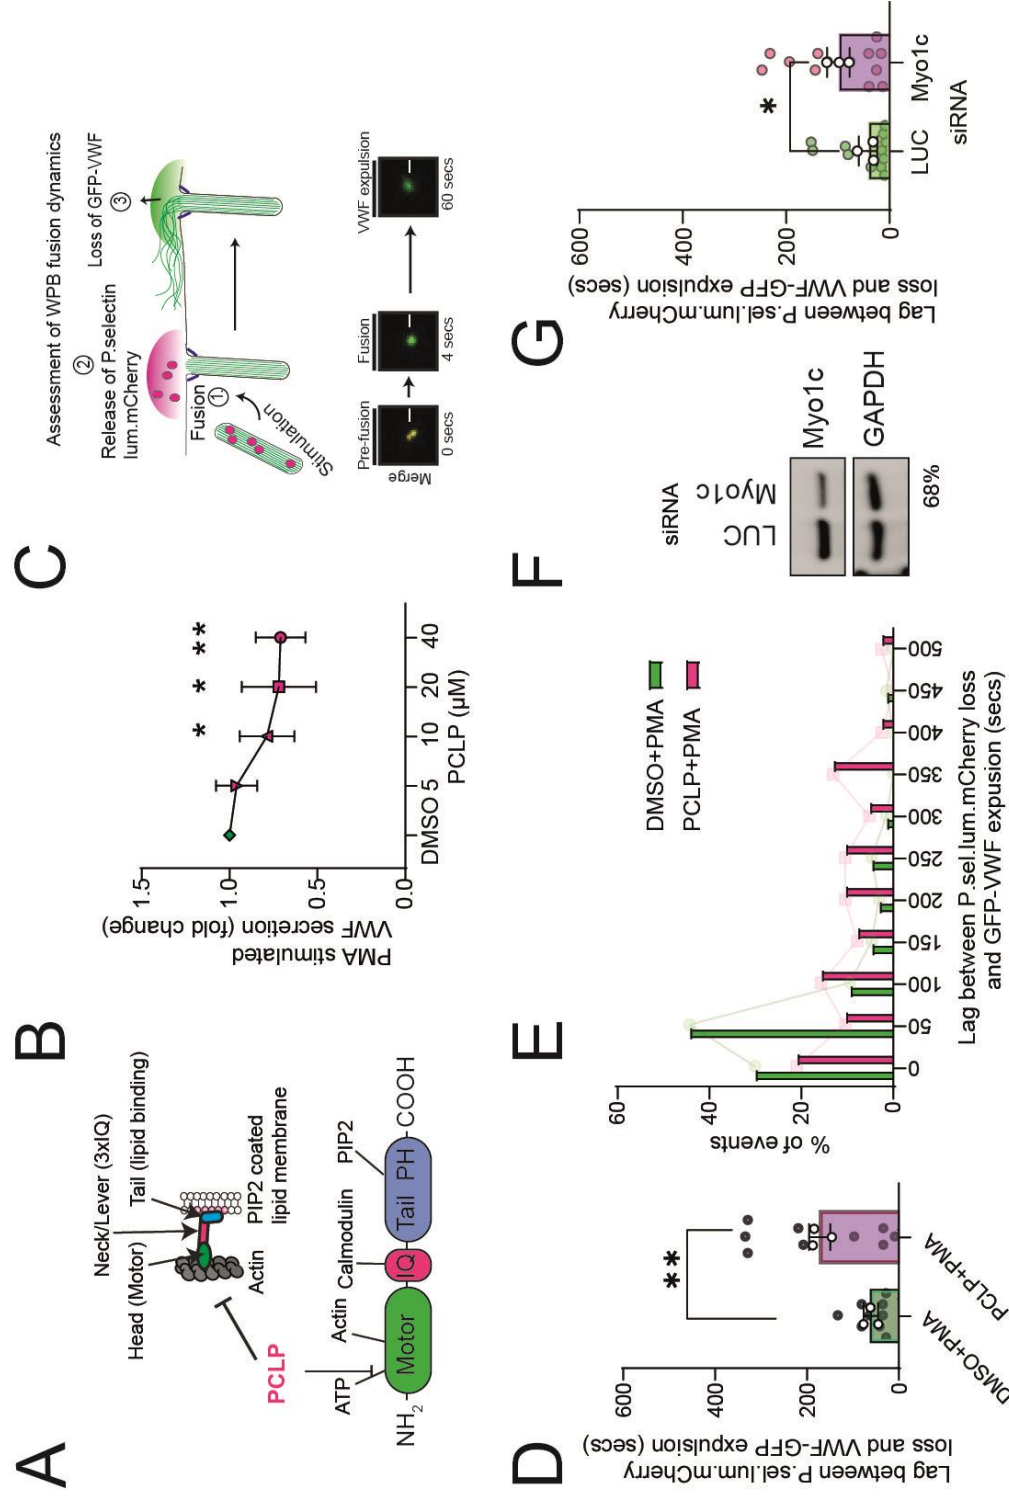 A
Neck/Lever (3xIQ)
Head (Motor)
Tail (lipid binding)
PCLP
Actin
PIP2 coated
lipid membrane
ATP
Actin
Calmodulin
PIP2
NH2
Motor
IQ
Tail PH
COOH
B
PMA stimulated
VWF secretion (fold change)
1.5
1.0
0.5
0.0
*
*
**
DMSO
5
10
20
40
PCLP (µM)
C
Assessment of WPB fusion dynamics
2
Release of P.selectin
lum.mCherry
Loss of GFP-VWF
3
Fusion
1.
Stimulation
Pre-fusion
Fusion
VWF expulsion
Merge
0 secs
4 secs
60 secs
D
Lag between P.sel.lum.mCherry
loss and VWF-GFP expulsion (secs)
600
400
200
0
**
DMSO+PMA
PCLP+PMA
E
% of events
60
40
20
0
DMSO+PMA
PCLP+PMA
0
50
100
150
200
250
300
350
400
450
500
Lag between P.sel.lum.mCherry loss
and GFP-VWF expusion (secs)
F
siRNA
LUC
Myo1c
Myo1c
GAPDH
68%
G
Lag between P.sel.lum.mCherry
loss and VWF-GFP expulsion (secs)
600
400
200
0
*
LUC
Myo1c
siRNA